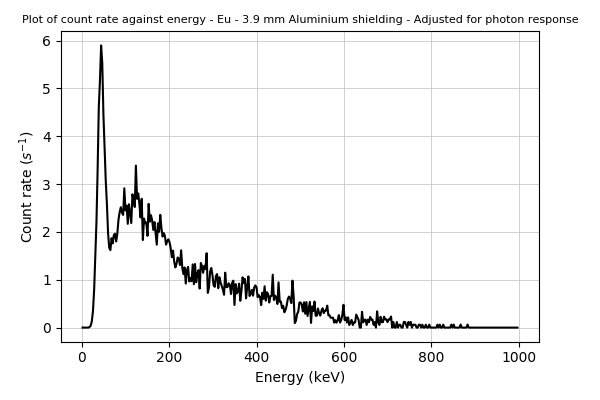 Plot of count rate against energy - Eu - 3.9 mm Aluminium shielding - Adjusted for photon response
Count rate (s⁻¹)
6
5
4
3
2
1
0
0 200 400 600 800 1000
Energy (keV)